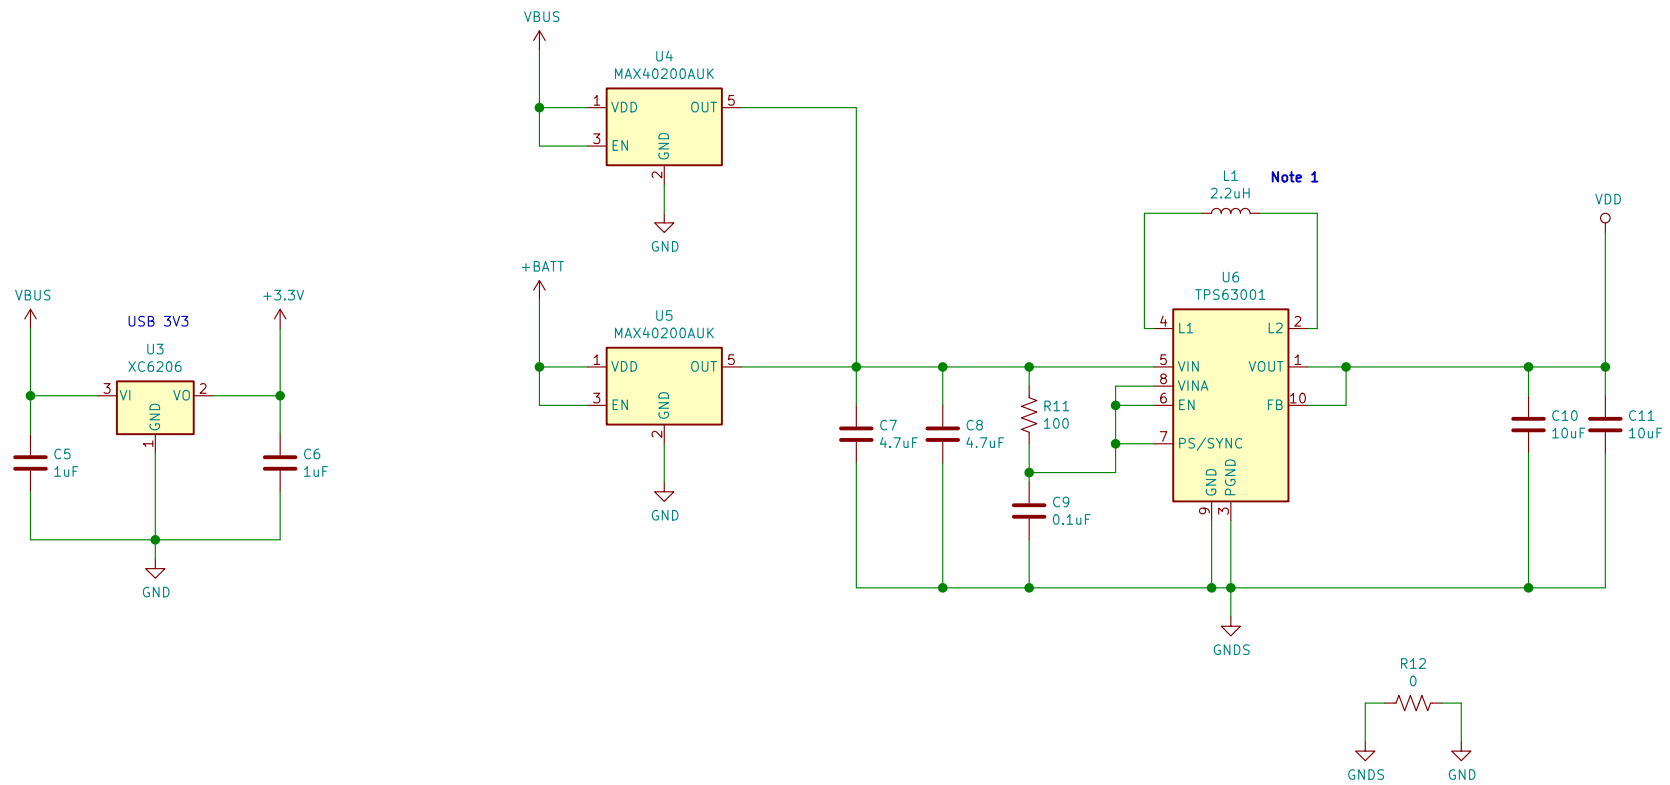 VBUS
U4
MAX40200AUK
1
VDD
OUT
5
3
EN
GND
2
GND
+BATT
U5
MAX40200AUK
1
VDD
OUT
5
3
EN
GND
2
GND
VBUS
USB 3V3
+3.3V
U3
XC6206
3
VI
VO
2
GND
1
C5
1uF
C6
1uF
GND
L1
2.2uH
Note 1
VDD
U6
TPS63001
4
L1
L2
2
5
VIN
VOUT
1
8
VINA
6
EN
FB
10
7
PS/SYNC
GND
PGND
9
3
C7
4.7uF
C8
4.7uF
R11
100
C9
0.1uF
C10
10uF
C11
10uF
GNDS
R12
0
GNDS
GND